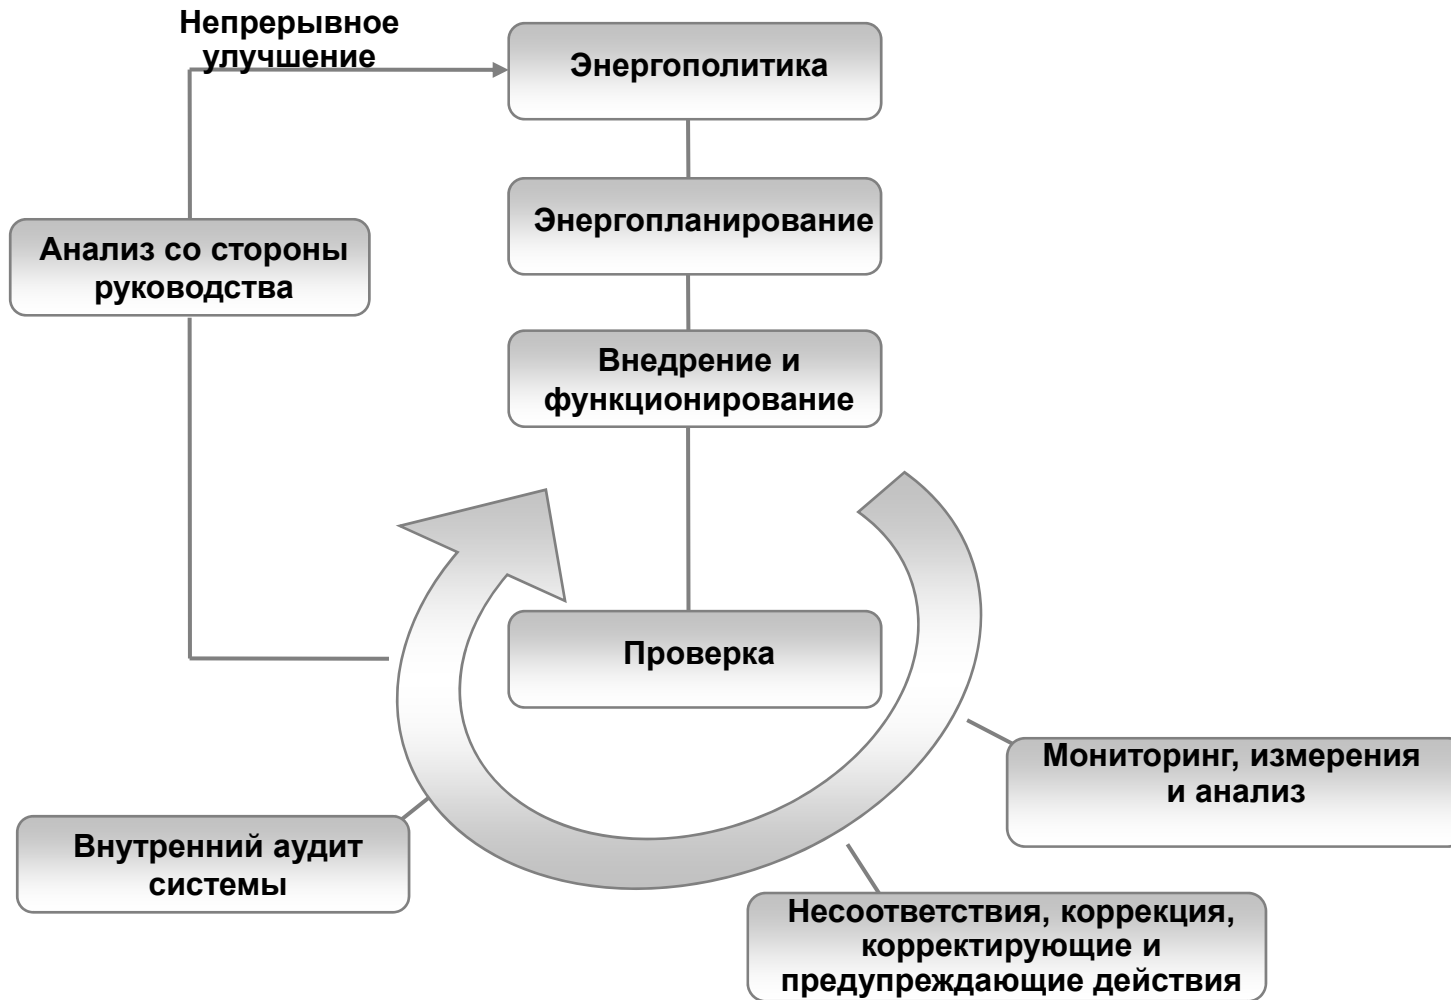 Непрерывное
улучшение
Энергополитика
Энергопланирование
Анализ со стороны
руководства
Внедрение и
функционирование
Проверка
Мониторинг, измерения
и анализ
Внутренний аудит
системы
Несоответствия, коррекция,
корректирующие и
предупреждающие действия